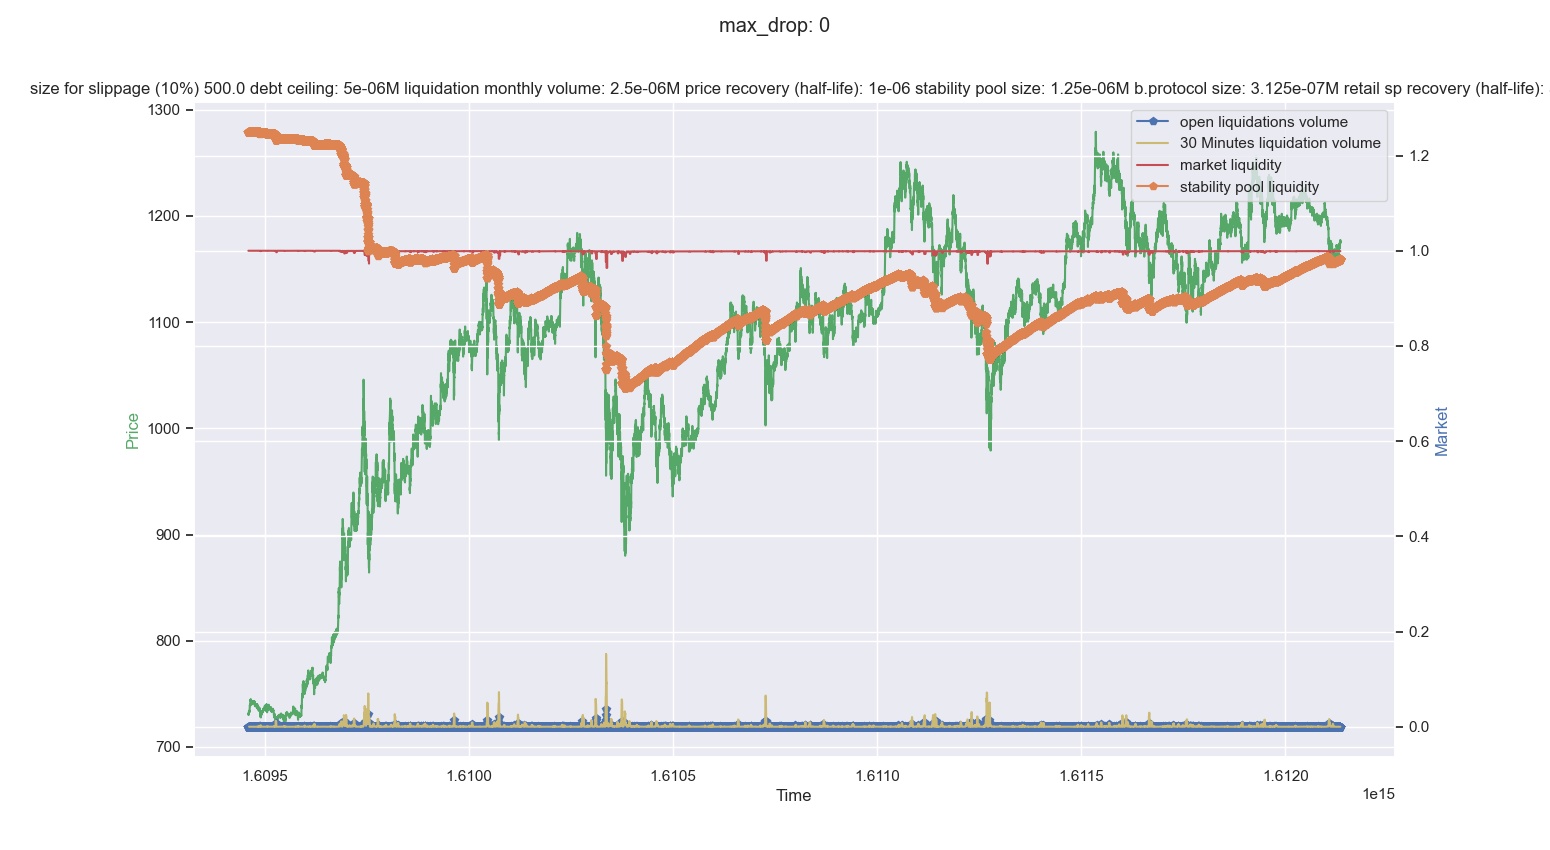 max_drop: 0
size for slippage (10%) 500.0 debt ceiling: 5e-06M liquidation monthly volume: 2.5e-06M price recovery (half-life): 1e-06 stability pool size: 1.25e-06M b.protocol size: 3.125e-07M retail sp recovery (half-life):
open liquidations volume
30 Minutes liquidation volume
market liquidity
stability pool liquidity
1300
1200
1100
1000
900
800
700
Price
1.2
1.0
0.8
0.6
0.4
0.2
0.0
Market
1.6095 1.6100 1.6105 1.6110 1.6115 1.6120
Time
1e15